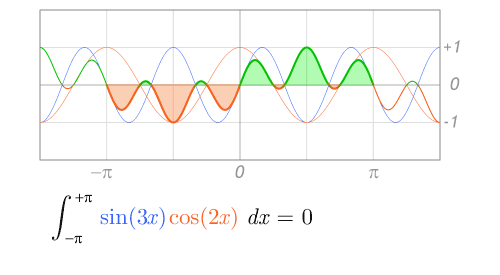 +1
0
-1
−π 0 π
∫₋π⁺π sin(3x)cos(2x) dx = 0